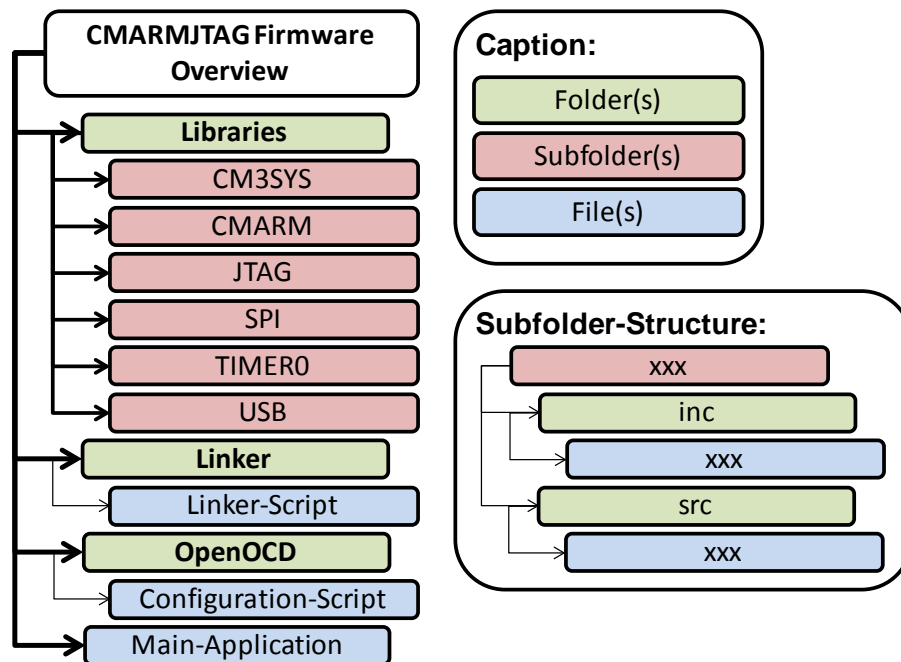 CMARMJTAG Firmware
Overview
Libraries
CM3SYS
CMARM
JTAG
SPI
TIMER0
USB
Linker
Linker-Script
OpenOCD
Configuration-Script
Main-Application
Caption:
Folder(s)
Subfolder(s)
File(s)
Subfolder-Structure:
xxx
inc
xxx
src
xxx